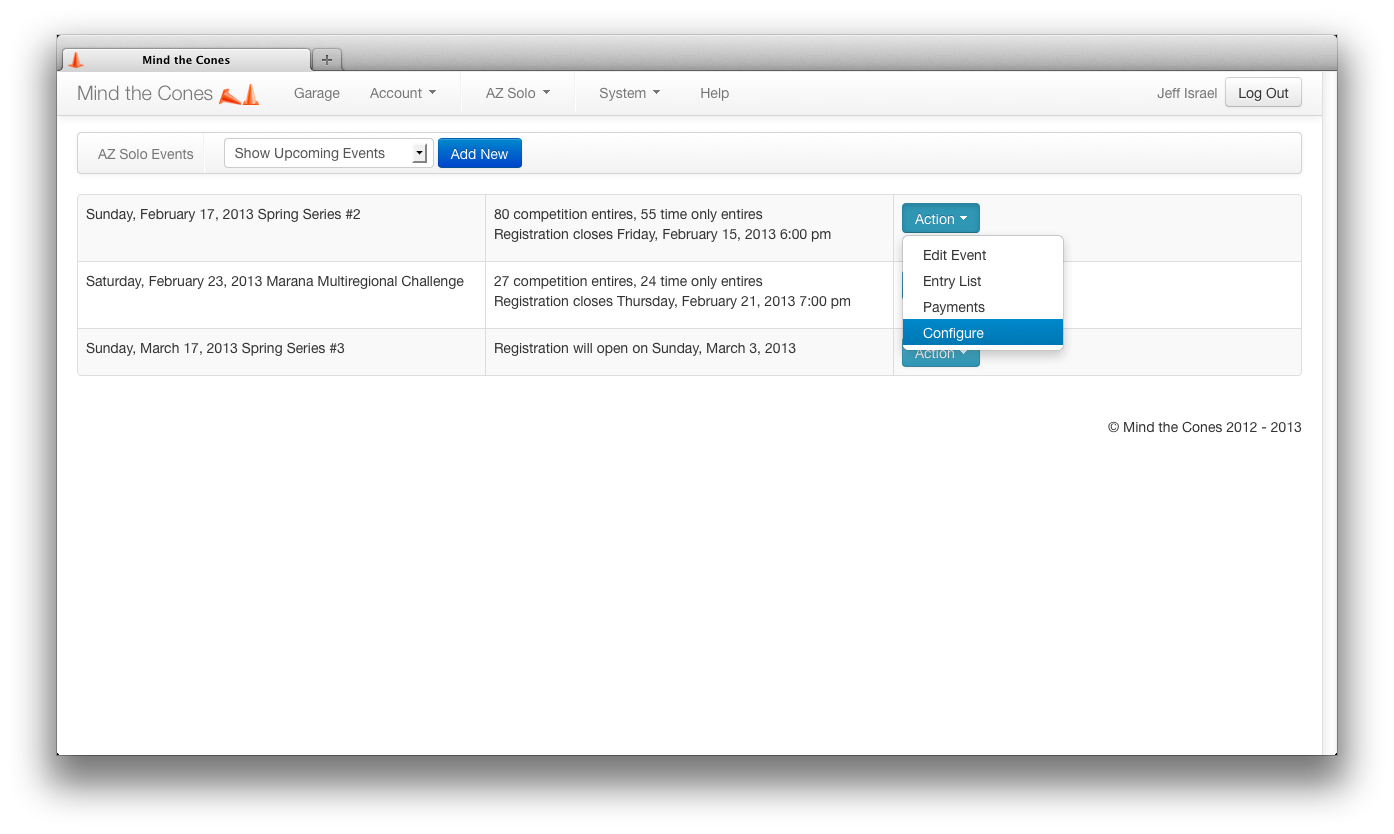 Mind the Cones
Mind the Cones Garage Account AZ Solo System Help Jeff Israel Log Out
AZ Solo Events Show Upcoming Events Add New
Sunday, February 17, 2013 Spring Series #2
80 competition entires, 55 time only entires
Registration closes Friday, February 15, 2013 6:00 pm
Action
Edit Event
Entry List
Payments
Configure
Saturday, February 23, 2013 Marana Multiregional Challenge
27 competition entires, 24 time only entires
Registration closes Thursday, February 21, 2013 7:00 pm
Sunday, March 17, 2013 Spring Series #3
Registration will open on Sunday, March 3, 2013
Action
© Mind the Cones 2012 - 2013